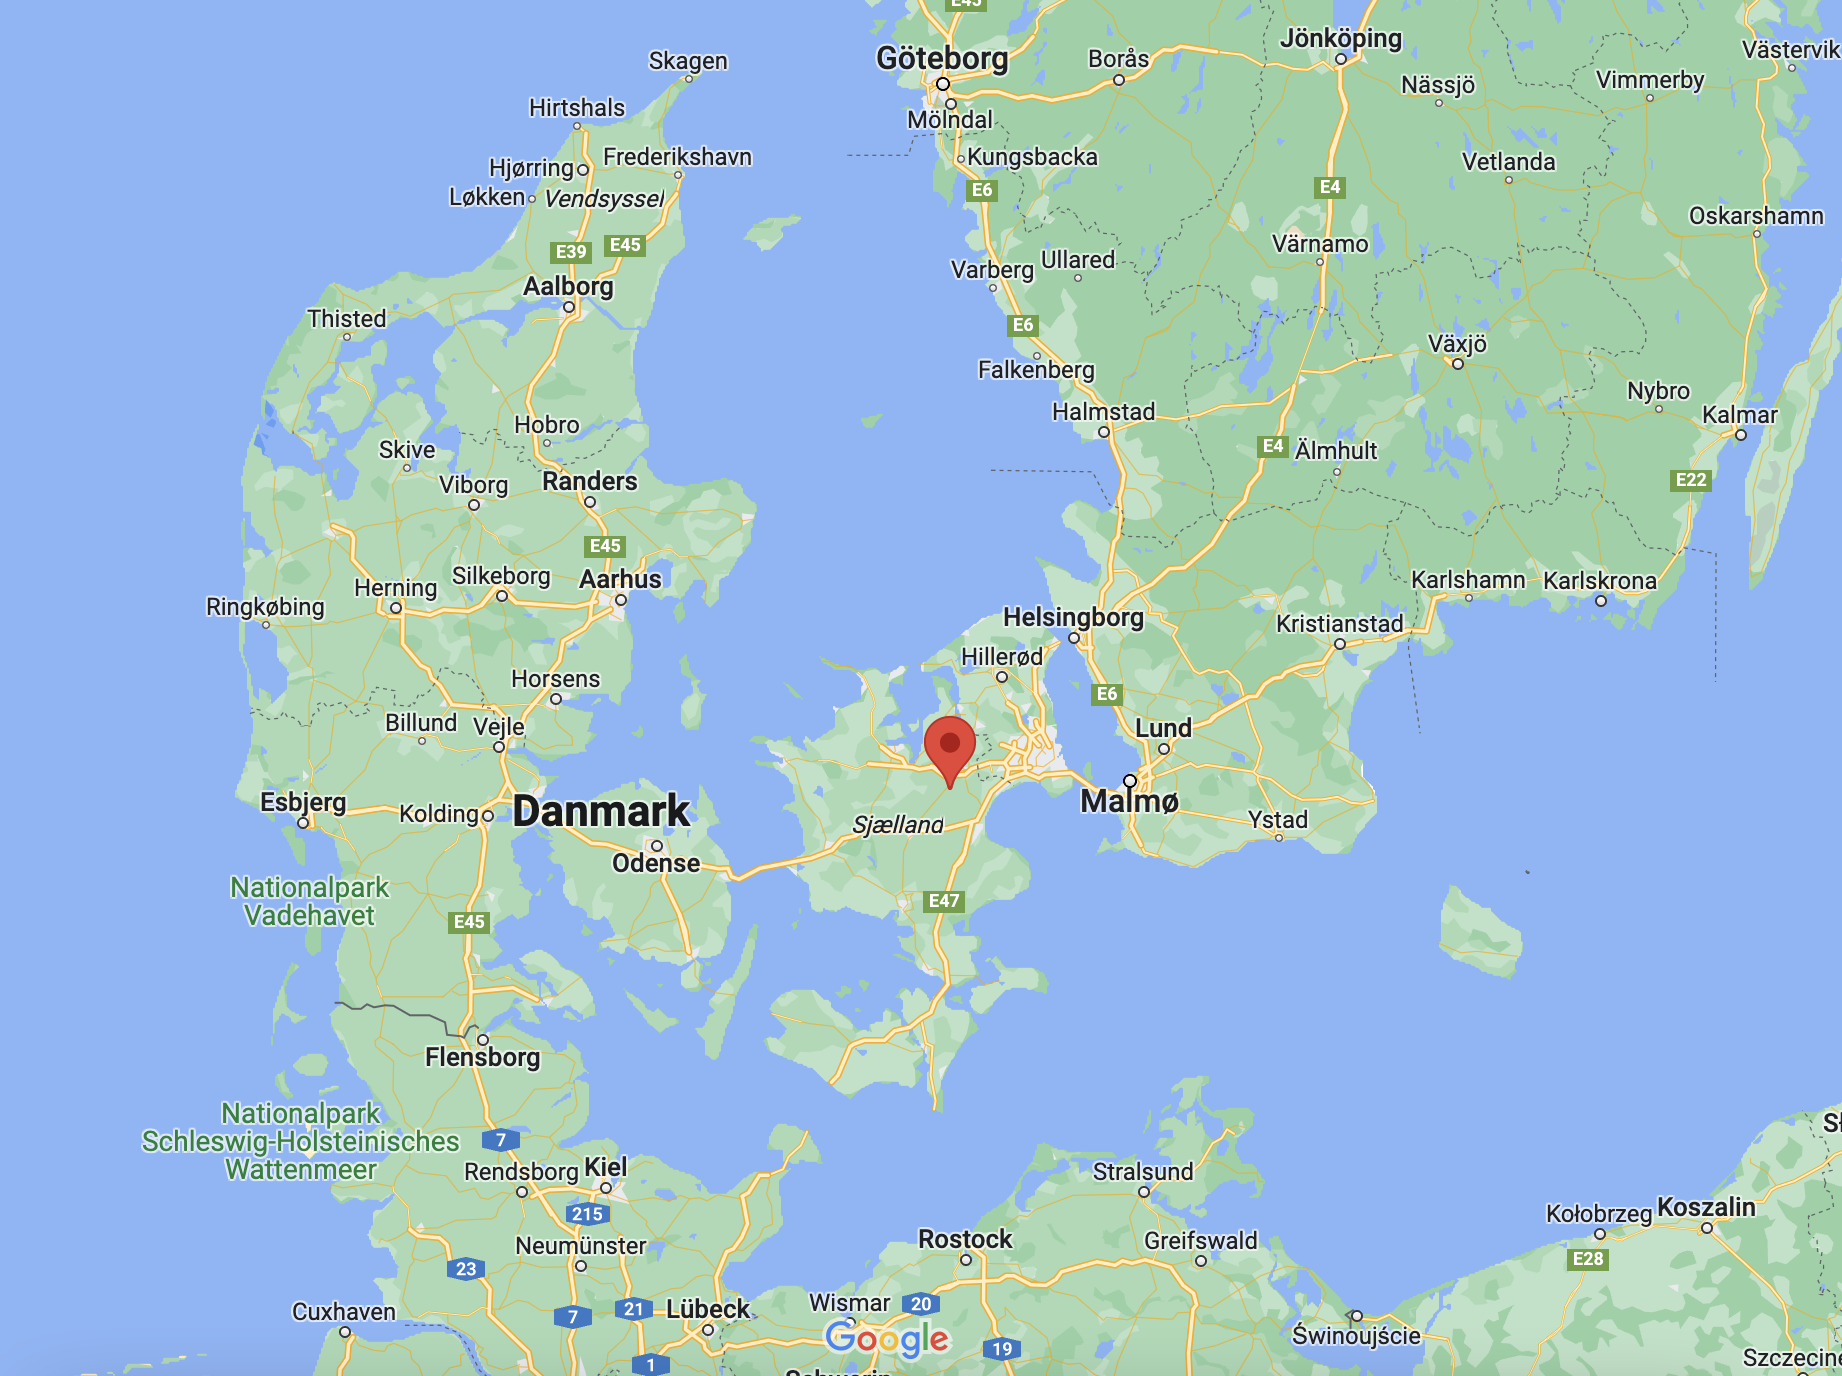 E45
Göteborg
Borås
Jönköping
Västervik
Skagen
Nässjö
Vimmerby
Hirtshals
Mölndal
Hjørring
Frederikshavn
Kungsbacka
Vetlanda
Løkken
Vendsyssel
E6
E4
Oskarshamn
E39
E45
Värnamo
Varberg
Ullared
Aalborg
Thisted
E6
Växjö
Falkenberg
Nybro
Halmstad
Kalmar
Hobro
Skive
E4
Älmhult
Viborg
Randers
E22
E45
Silkeborg
Aarhus
Karlshamn
Karlskrona
Herning
Ringkøbing
Helsingborg
Kristianstad
Hillerød
Horsens
E6
Billund
Vejle
Lund
Esbjerg
Kolding
Danmark
Malmø
Sjælland
Ystad
Odense
Nationalpark
Vadehavet
E47
E45
Flensborg
Nationalpark
Schleswig-Holsteinisches
Wattenmeer
7
Rendsborg
Kiel
Stralsund
215
Kołobrzeg
Koszalin
Neumünster
Rostock
Greifswald
23
E28
Cuxhaven
7
21
Lübeck
Wismar
20
Google
Świnoujście
19
1